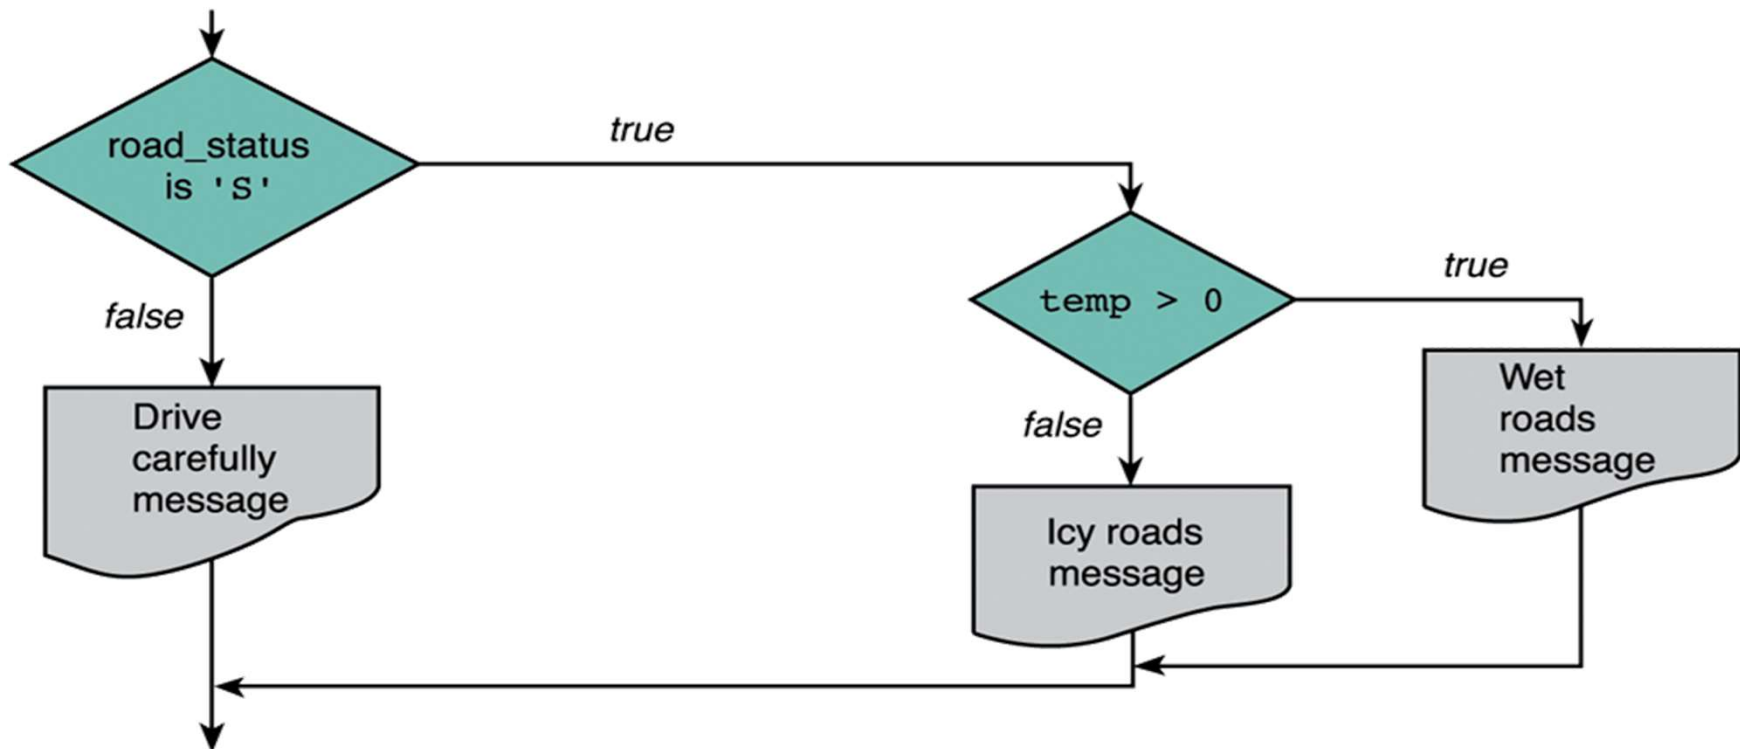 road_status
is 'S'
true
false
Drive
carefully
message
temp > 0
true
false
Icy roads
message
Wet
roads
message